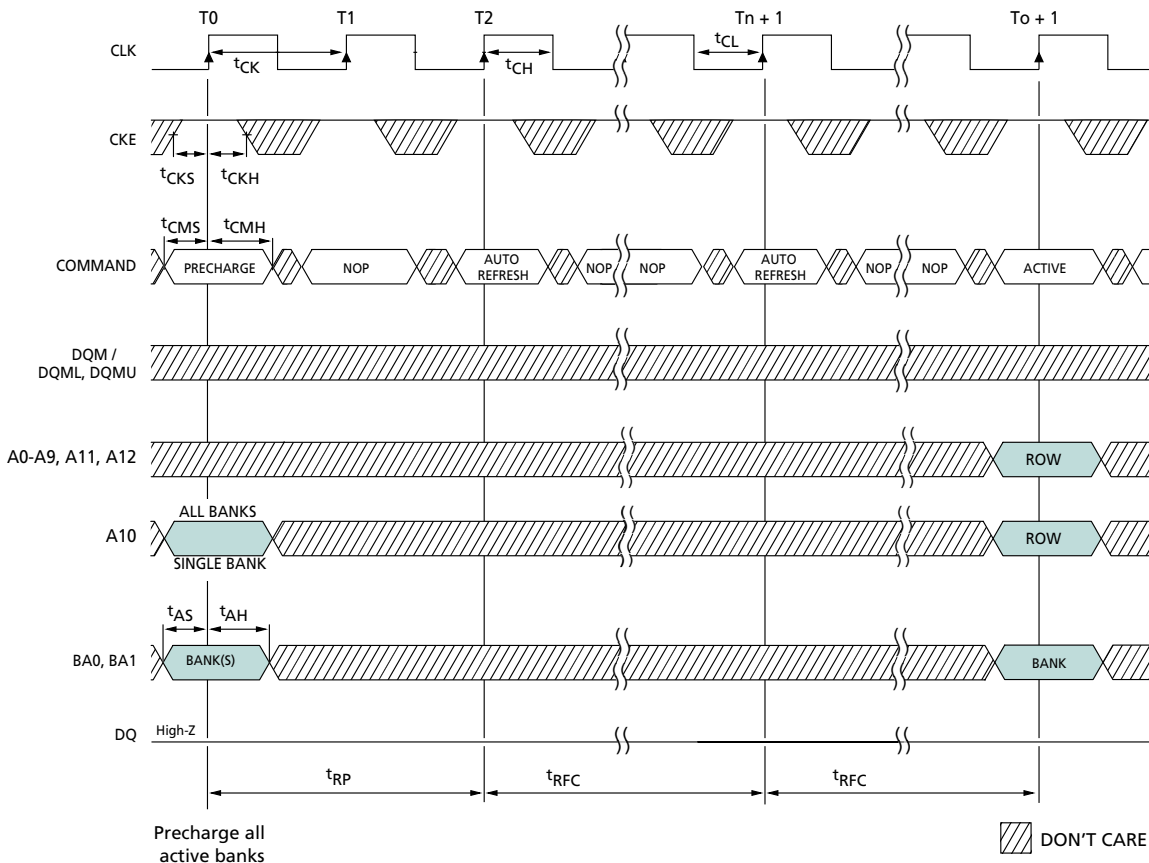 T0 T1 T2 Tn + 1 To + 1
CLK
tCK tCH tCL
CKE
tCKS tCKH
tCMS tCMH
COMMAND PRECHARGE NOP AUTO REFRESH NOP NOP AUTO REFRESH NOP NOP ACTIVE
DQM /
DQML, DQMU
A0-A9, A11, A12 ROW
ALL BANKS
A10 ROW
SINGLE BANK
tAS tAH
BA0, BA1 BANK(S) BANK
DQ High-Z
tRP tRFC tRFC
Precharge all
active banks
DON'T CARE